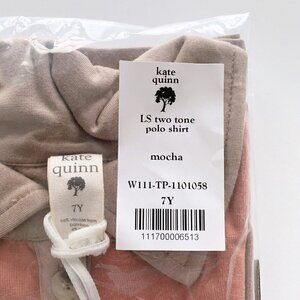 kate
quinn
LS two tone
polo shirt
mocha
W111-TP-1101058
7Y
111700006513
kate
quinn
7Y